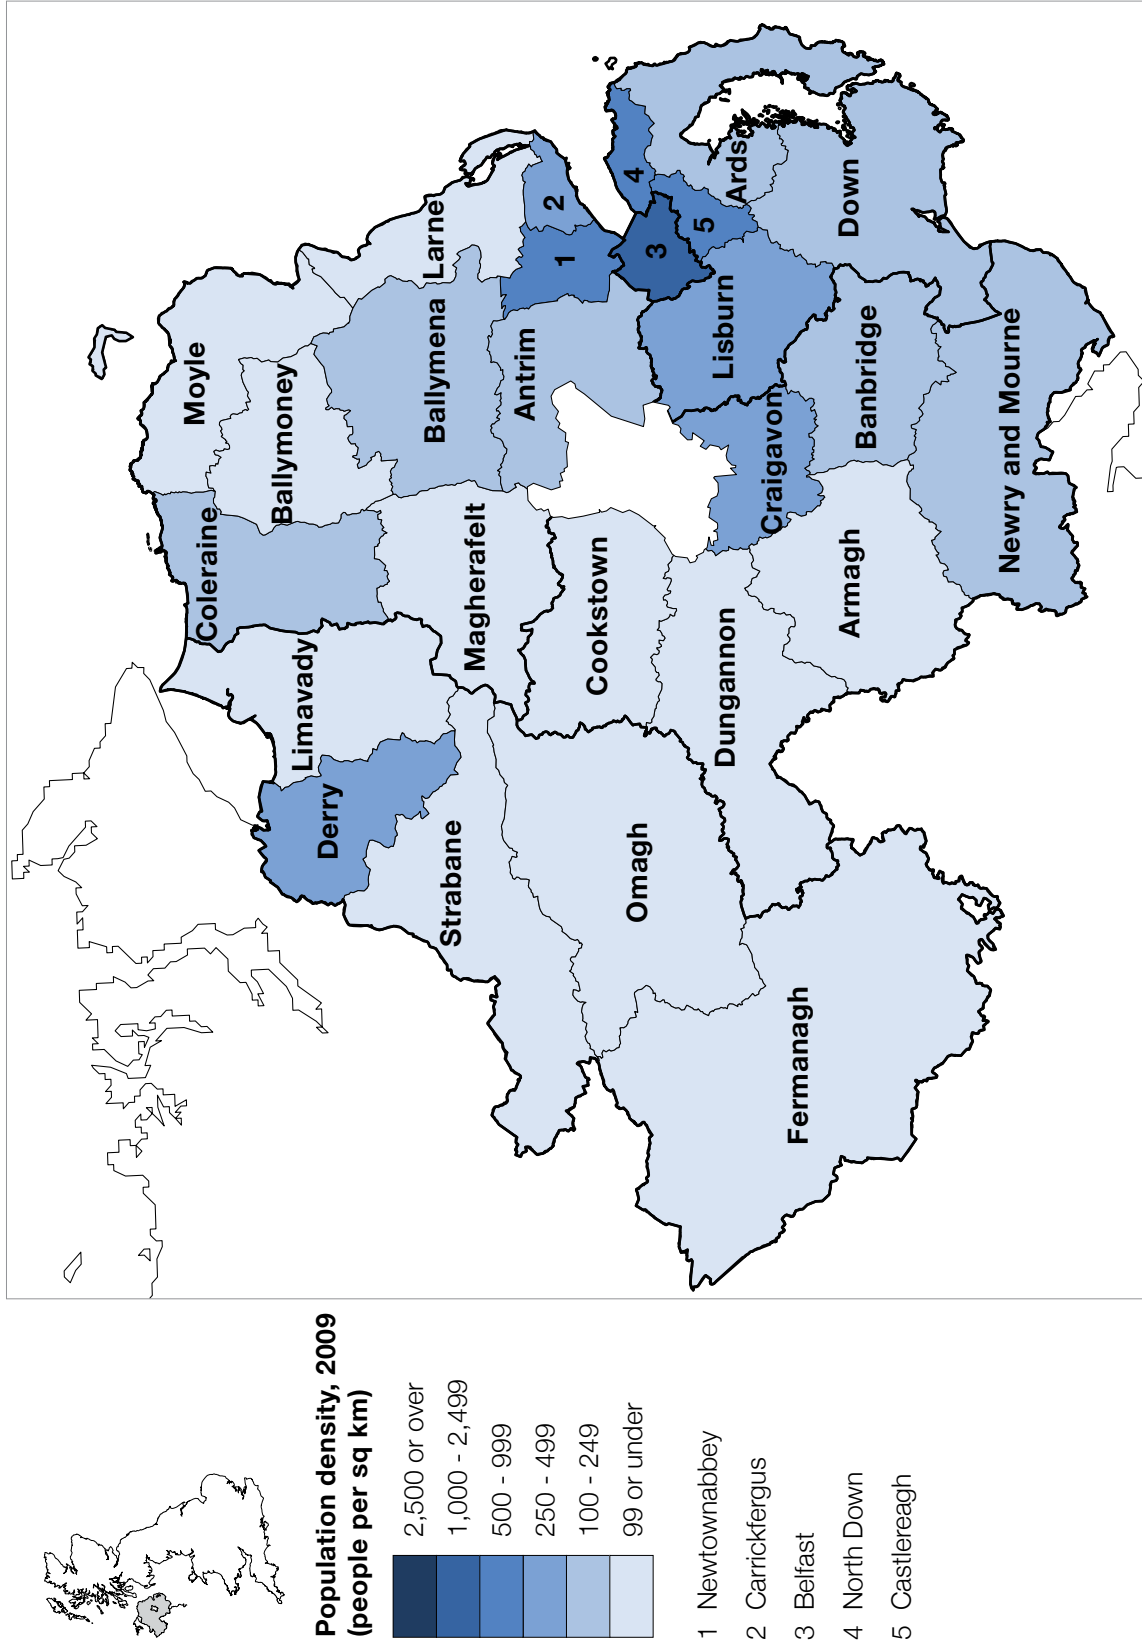 Population density, 2009
(people per sq km)
2,500 or over
1,000 - 2,499
500 - 999
250 - 499
100 - 249
99 or under
1 Newtownabbey
2 Carrickfergus
3 Belfast
4 North Down
5 Castlereagh
Moyle
Coleraine
Ballymoney
Limavady
Derry
Larne
Ballymena
Strabane
Magherafelt
Antrim
1
2
Cookstown
Omagh
4
3
5
Lisburn
Ards
Dungannon
Craigavon
Fermanagh
Down
Armagh
Banbridge
Newry and Mourne